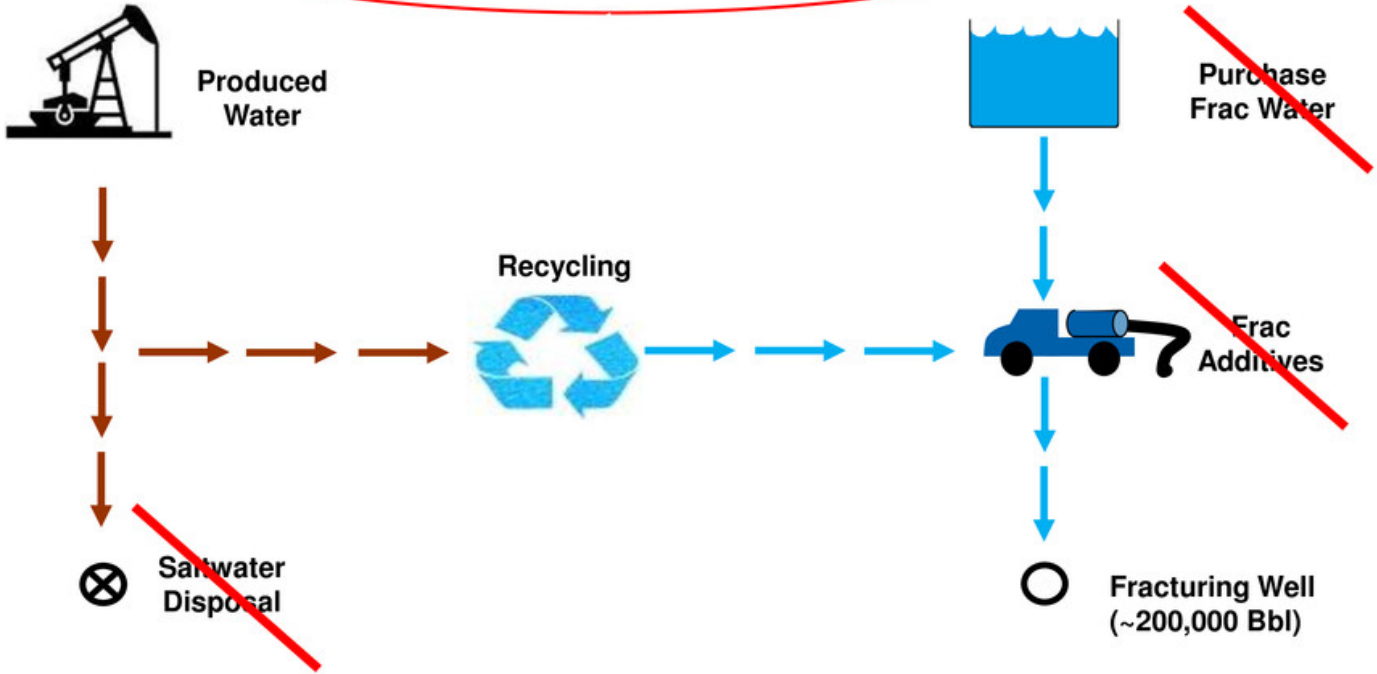 Produced
Water
Purchase
Frac Water
Recycling
Frac
Additives
Saltwater
Disposal
Fracturing Well
(~200,000 Bbl)